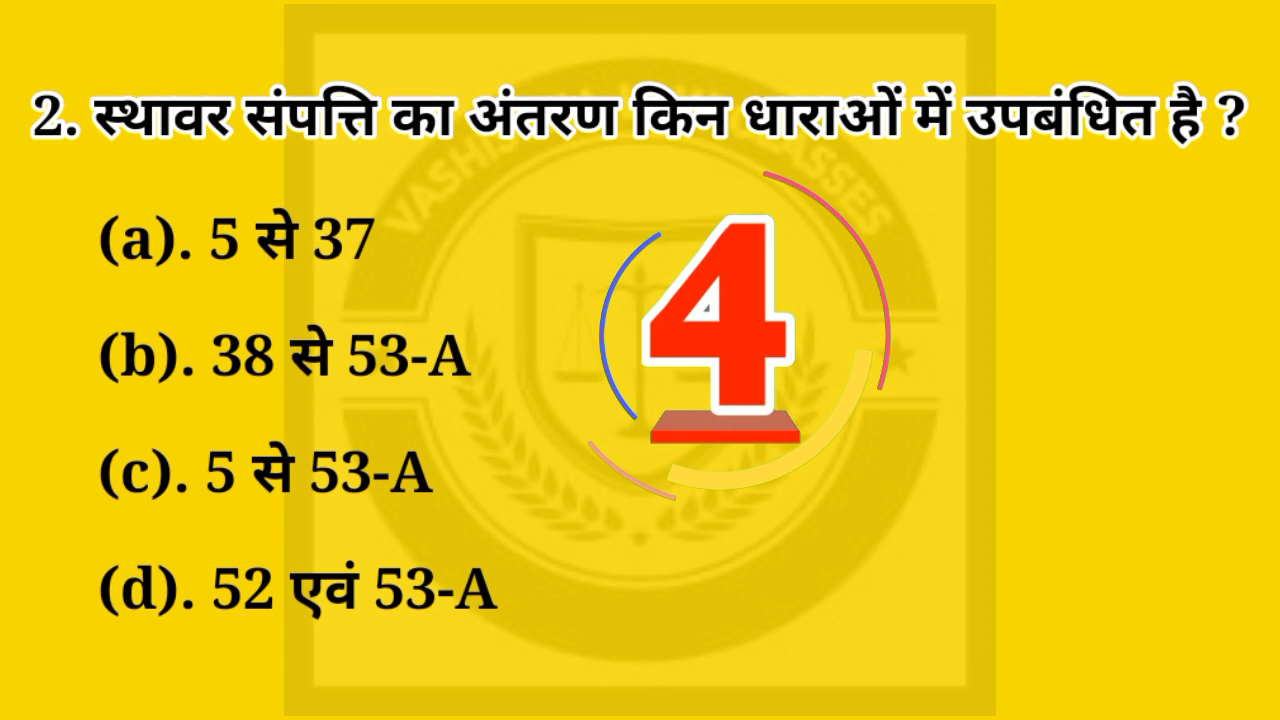 2. स्थावर संपत्ति का अंतरण किन धाराओं में उपबंधित है ?
(a). 5 से 37
(b). 38 से 53-A
(c). 5 से 53-A
(d). 52 एवं 53-A
4